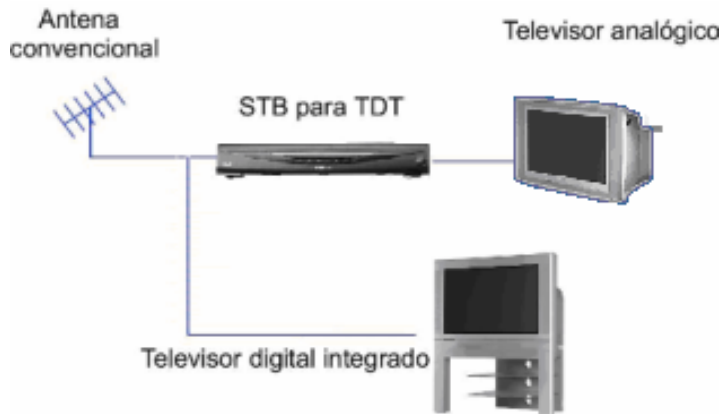 Antena
convencional
Televisor analógico
STB para TDT
Televisor digital integrado